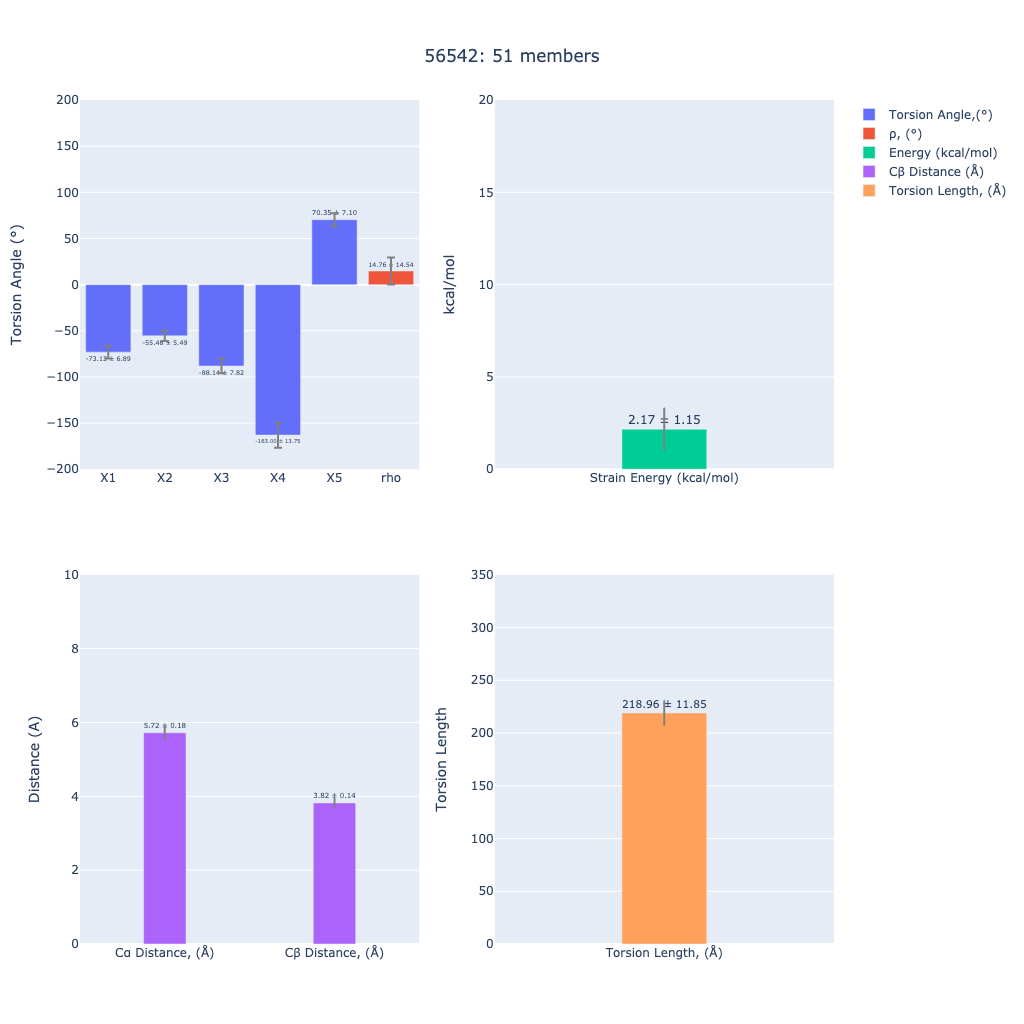 56542: 51 members
Torsion Angle (°)
200
150
100
50
0
−50
−100
−150
−200
-73.13 ± 6.89
-55.48 ± 5.49
-88.14 ± 7.82
-163.00 ± 13.75
70.35 ± 7.10
14.76 ± 14.54
X1 X2 X3 X4 X5 rho
kcal/mol
20
15
10
5
0
2.17 ± 1.15
Strain Energy (kcal/mol)
Torsion Angle,(°)
ρ, (°)
Energy (kcal/mol)
Cβ Distance (Å)
Torsion Length, (Å)
Distance (A)
10
8
6
4
2
0
5.72 ± 0.18
3.82 ± 0.14
Cα Distance, (Å) Cβ Distance, (Å)
Torsion Length
350
300
250
200
150
100
50
0
218.96 ± 11.85
Torsion Length, (Å)